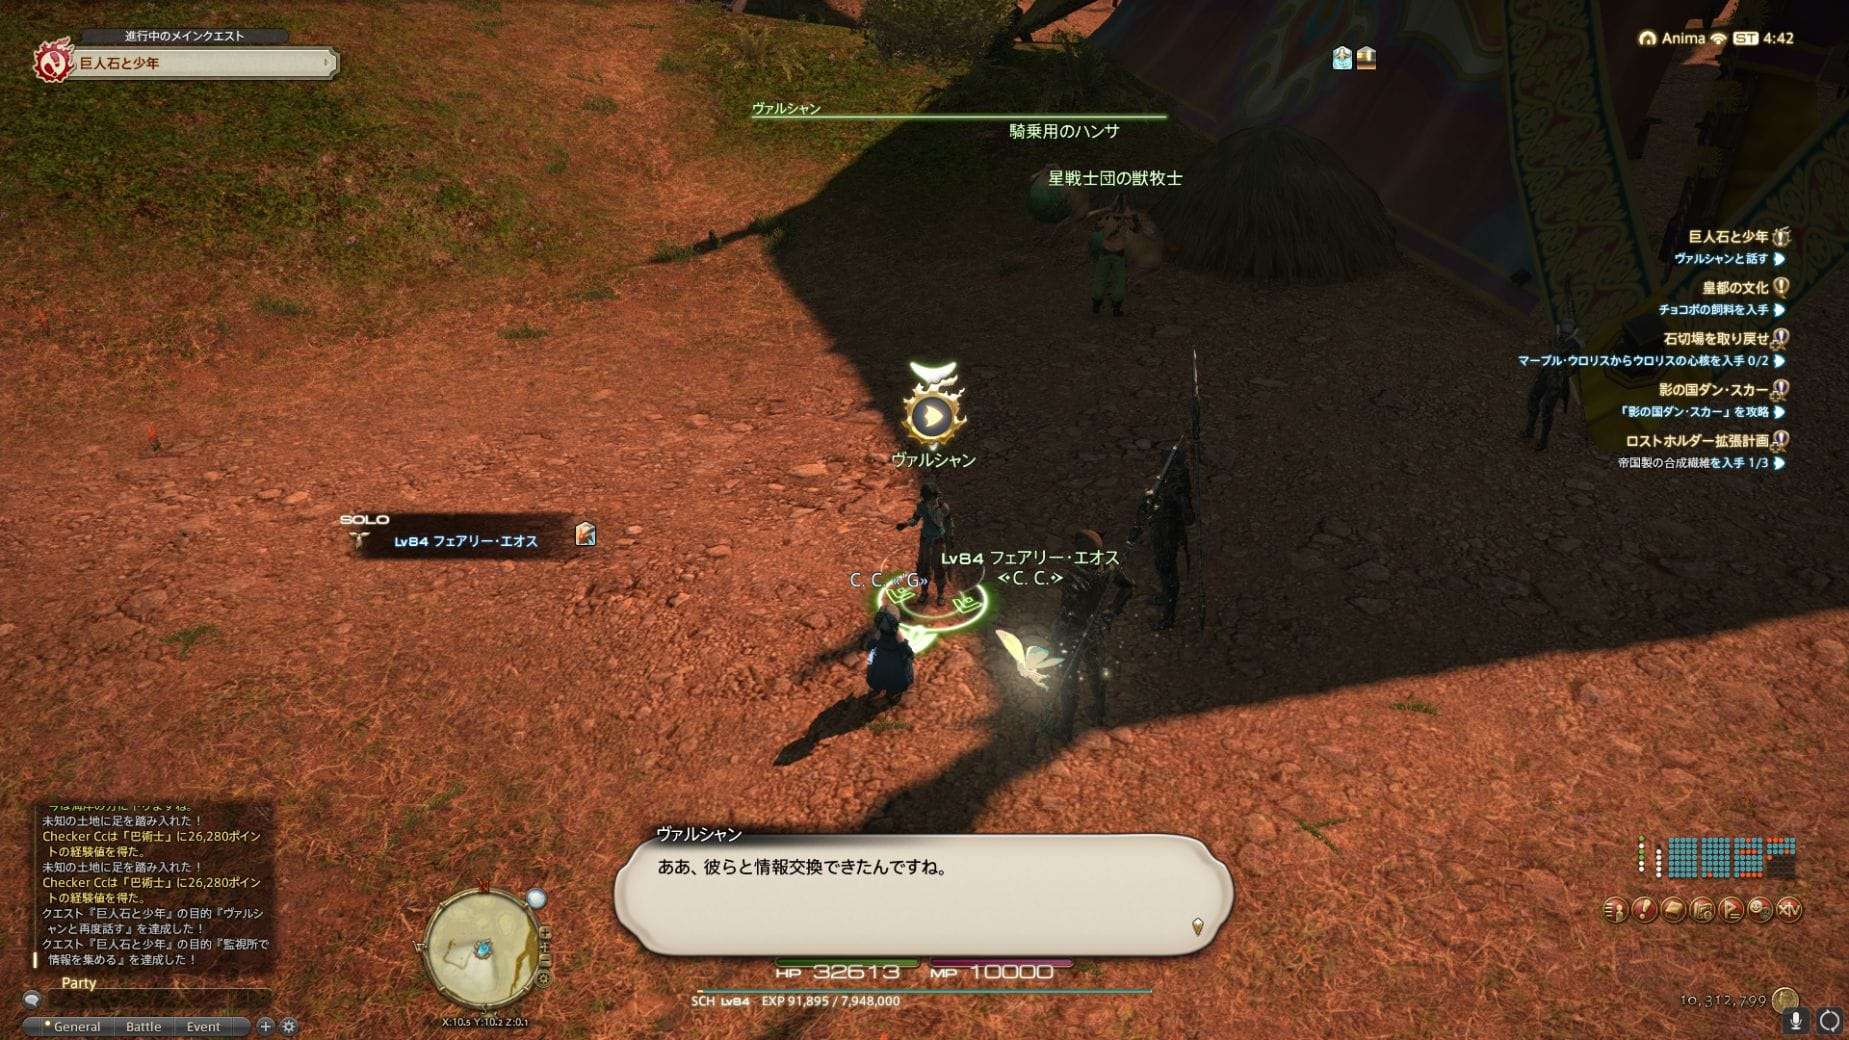 進行中のメインクエスト
巨人石と少年
Anima ST 4:42
ヴァルシャン
騎乗用のハンサ
星戦士団の獣牧士
巨人石と少年
ヴァルシャンと話す
皇都の文化
チョコボの飼料を入手
石切場を取り戻せ
マーブル・ウロリスからウロリスの心核を入手 0/2
影の国ダン・スカー
「影の国ダン・スカー」を攻略
ロストホルダー拡張計画
帝国製の合成繊維を入手 1/3
ヴァルシャン
SOLO
Lv84 フェアリー・エオス
Lv84 フェアリー・エオス
«C. C.»
C. C. «G»
未知の土地に足を踏み入れた！
Checker Ccは「巴術士」に26,280ポイン
トの経験値を得た。
未知の土地に足を踏み入れた！
Checker Ccは「巴術士」に26,280ポイン
トの経験値を得た。
クエスト『巨人石と少年』の目的『ヴァルシ
ャンと再度話す』を達成した！
クエスト『巨人石と少年』の目的『監視所で
情報を集める』を達成した！
Party
General Battle Event
X:10.5 Y:10.2 Z:0.1
ヴァルシャン
ああ、彼らと情報交換できたんですね。
HP 32613 MP 10000
SCH Lv84 EXP 91,895 / 7,948,000
10,312,799